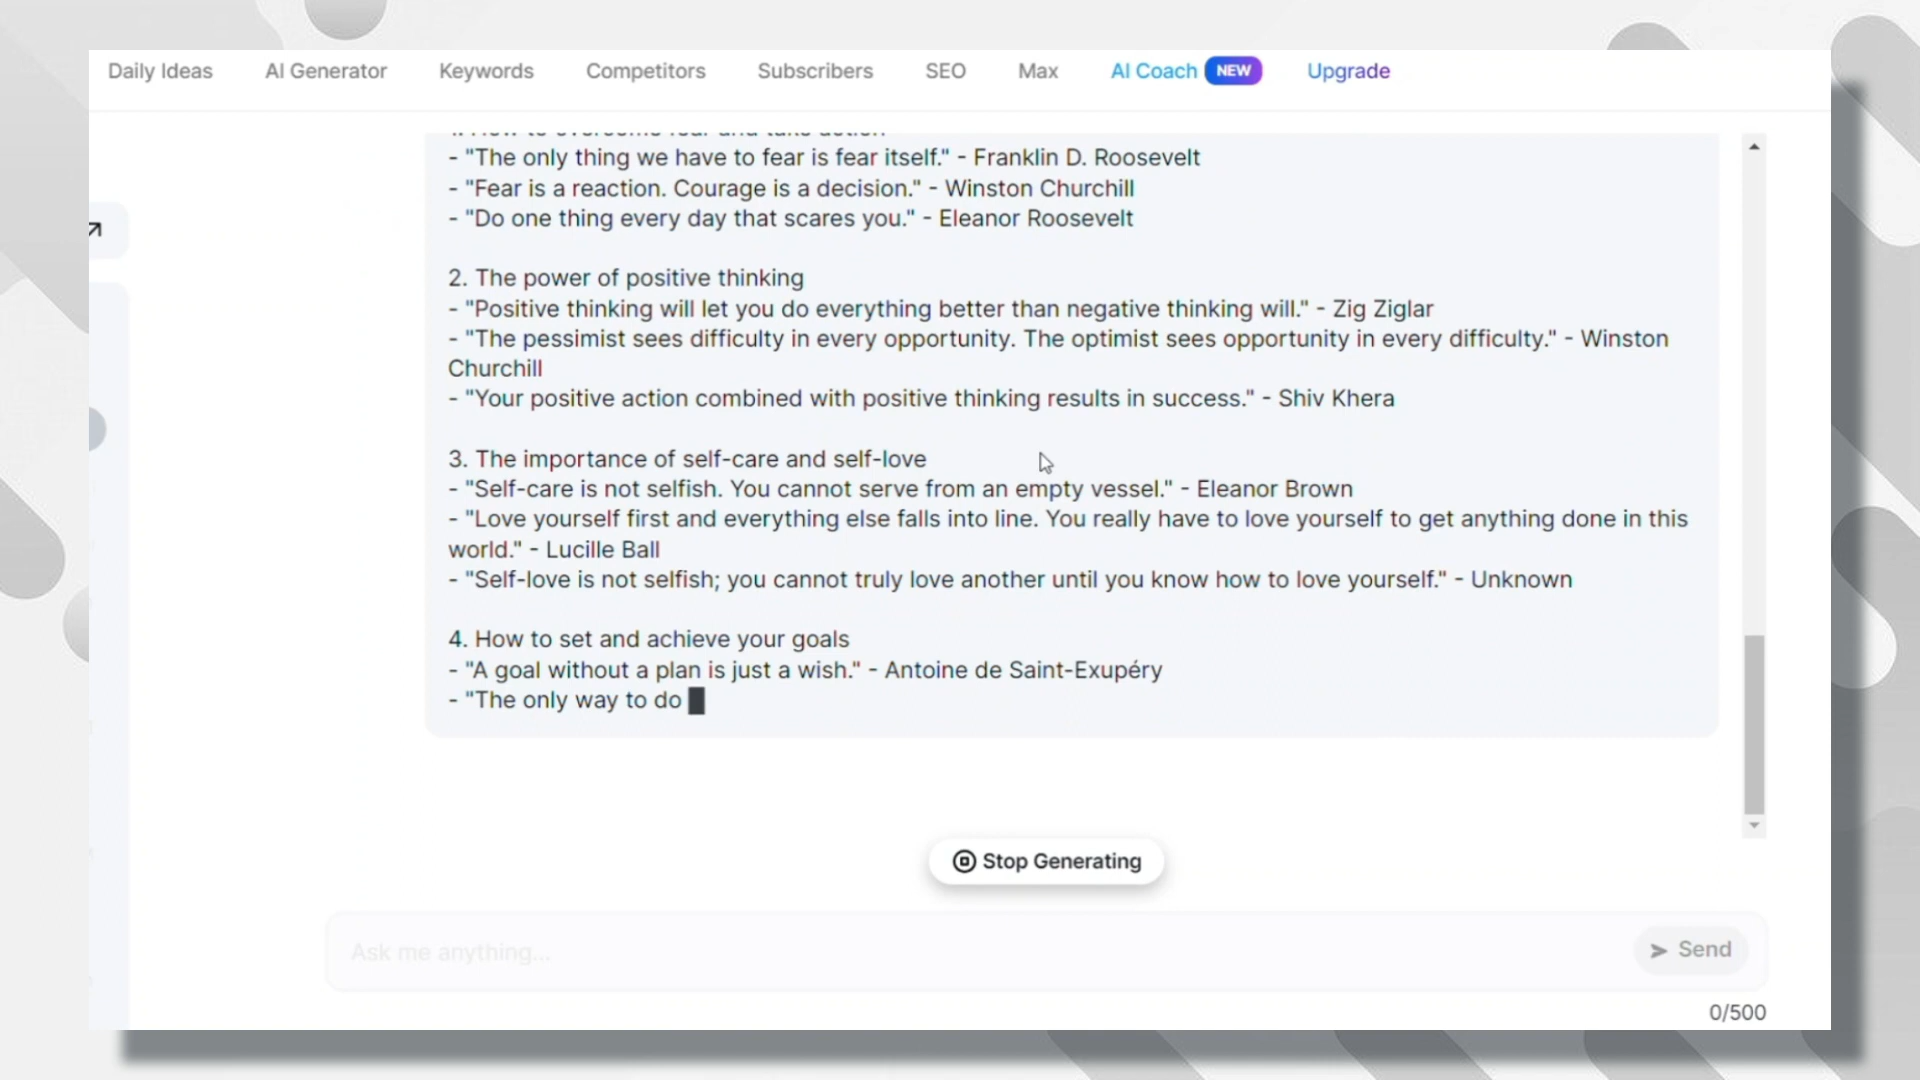 Daily Ideas AI Generator Keywords Competitors Subscribers SEO Max AI Coach NEW Upgrade
1. How to overcome fear and take action
- "The only thing we have to fear is fear itself." - Franklin D. Roosevelt
- "Fear is a reaction. Courage is a decision." - Winston Churchill
- "Do one thing every day that scares you." - Eleanor Roosevelt
2. The power of positive thinking
- "Positive thinking will let you do everything better than negative thinking will." - Zig Ziglar
- "The pessimist sees difficulty in every opportunity. The optimist sees opportunity in every difficulty." - Winston
Churchill
- "Your positive action combined with positive thinking results in success." - Shiv Khera
3. The importance of self-care and self-love
- "Self-care is not selfish. You cannot serve from an empty vessel." - Eleanor Brown
- "Love yourself first and everything else falls into line. You really have to love yourself to get anything done in this
world." - Lucille Ball
- "Self-love is not selfish; you cannot truly love another until you know how to love yourself." - Unknown
4. How to set and achieve your goals
- "A goal without a plan is just a wish." - Antoine de Saint-Exupéry
- "The only way to do
Stop Generating
Ask me anything...
Send
0/500